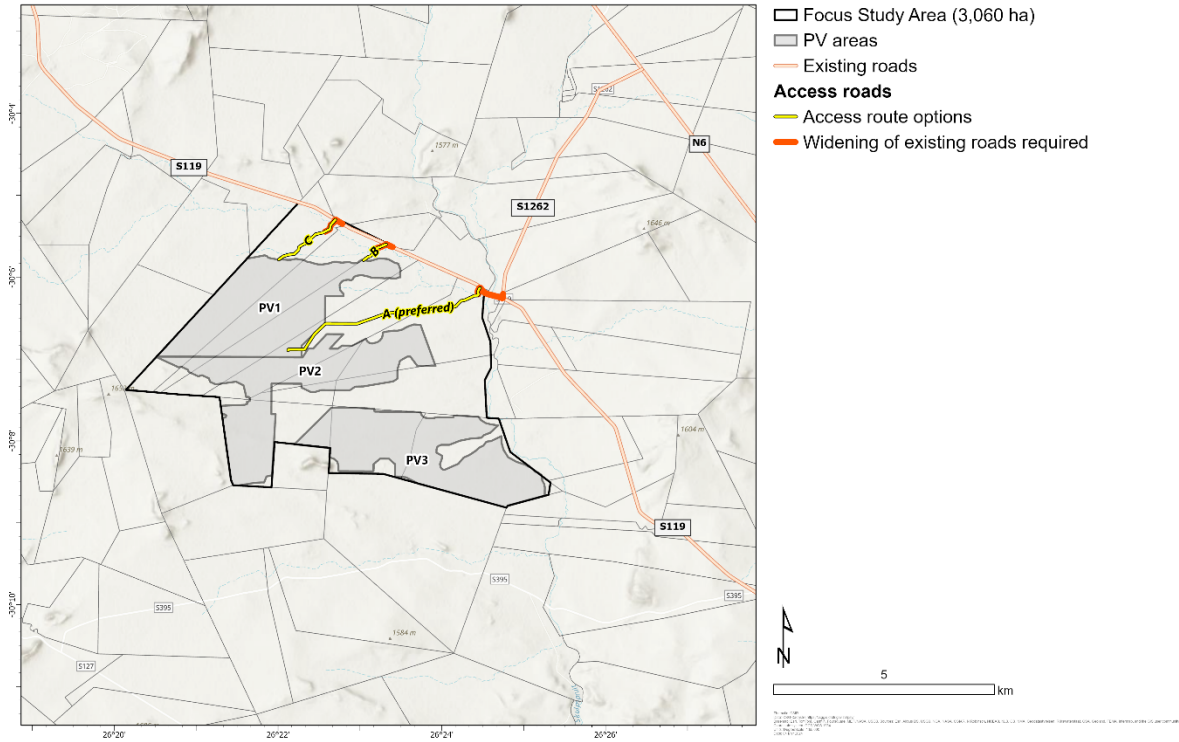 Focus Study Area (3,060 ha)
PV areas
Existing roads
Access roads
Access route options
Widening of existing roads required
-30°4'
-30°6'
-30°8'
-30°10'
26°20'
26°22'
26°24'
26°26'
S119
1577 m
N6
S1262
1646 m
C
B
PV1
A (preferred)
PV2
1639 m
PV3
1604 m
S119
S395
S395
S395
1584 m
S127
N
5
km